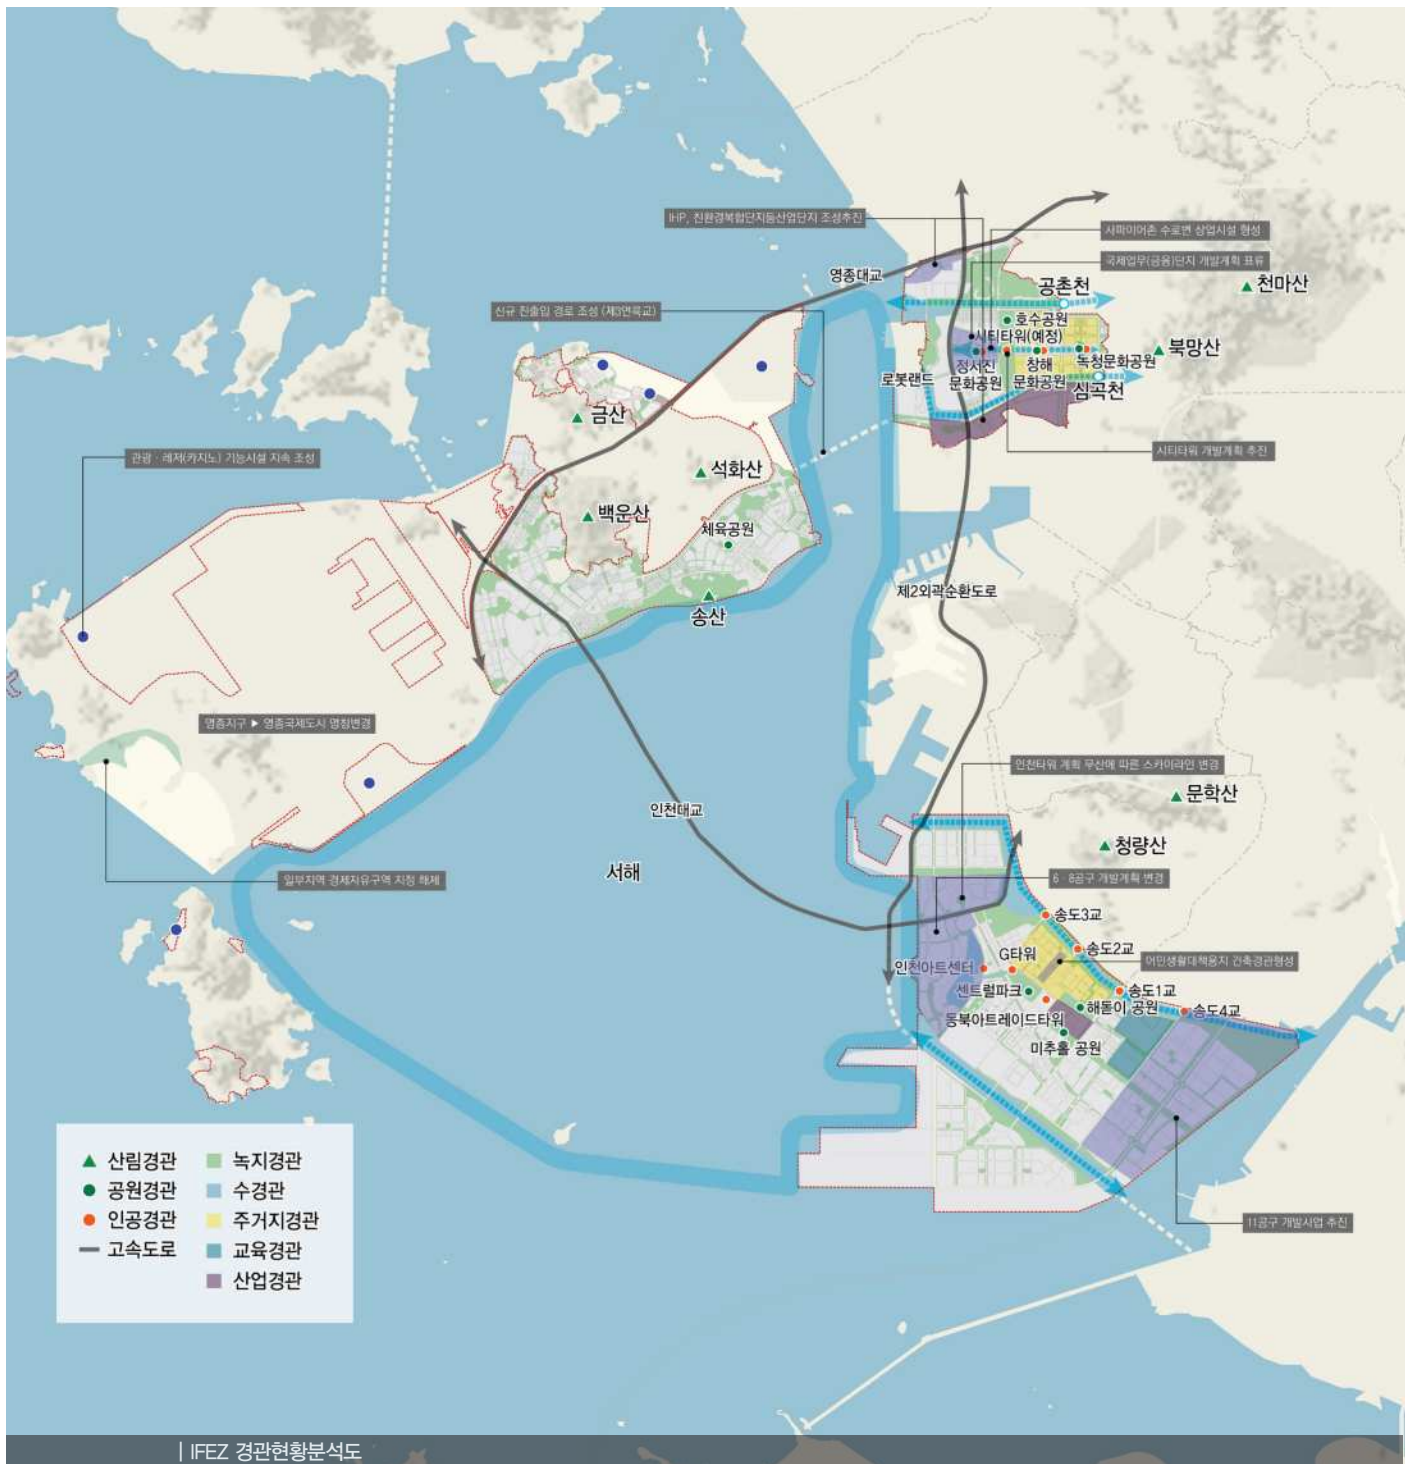 IHP, 친환경복합단지등산업단지 조성추진
사파이어존 수로변 상업시설 형성
국제업무(금융)단지 개발계획 표류
영종대교
공촌천
천마산
신규 진출입 경로 조성 (제3연륙교)
호수공원
시티타워(예정)
북망산
정서진
문화공원
창해
문화공원
녹청문화공원
로봇랜드
심곡천
금산
관광 · 레저(카지노) 기능시설 지속 조성
석화산
시티타워 개발계획 추진
백운산
체육공원
제2외곽순환도로
송산
영종지구 ▶ 영종국제도시 명칭변경
인천타워 계획 무산에 따른 스카이라인 변경
문학산
인천대교
청량산
서해
일부지역 경제자유구역 지정 해제
6 · 8공구 개발계획 변경
송도3교
G타워
송도2교
인천아트센터
어민생활대책용지 건축경관형성
센트럴파크
송도1교
해돋이 공원
송도4교
동북아트레이드타워
미추홀 공원
11공구 개발사업 추진
산림경관
공원경관
인공경관
고속도로
녹지경관
수경관
주거지경관
교육경관
산업경관
| IFEZ 경관현황분석도